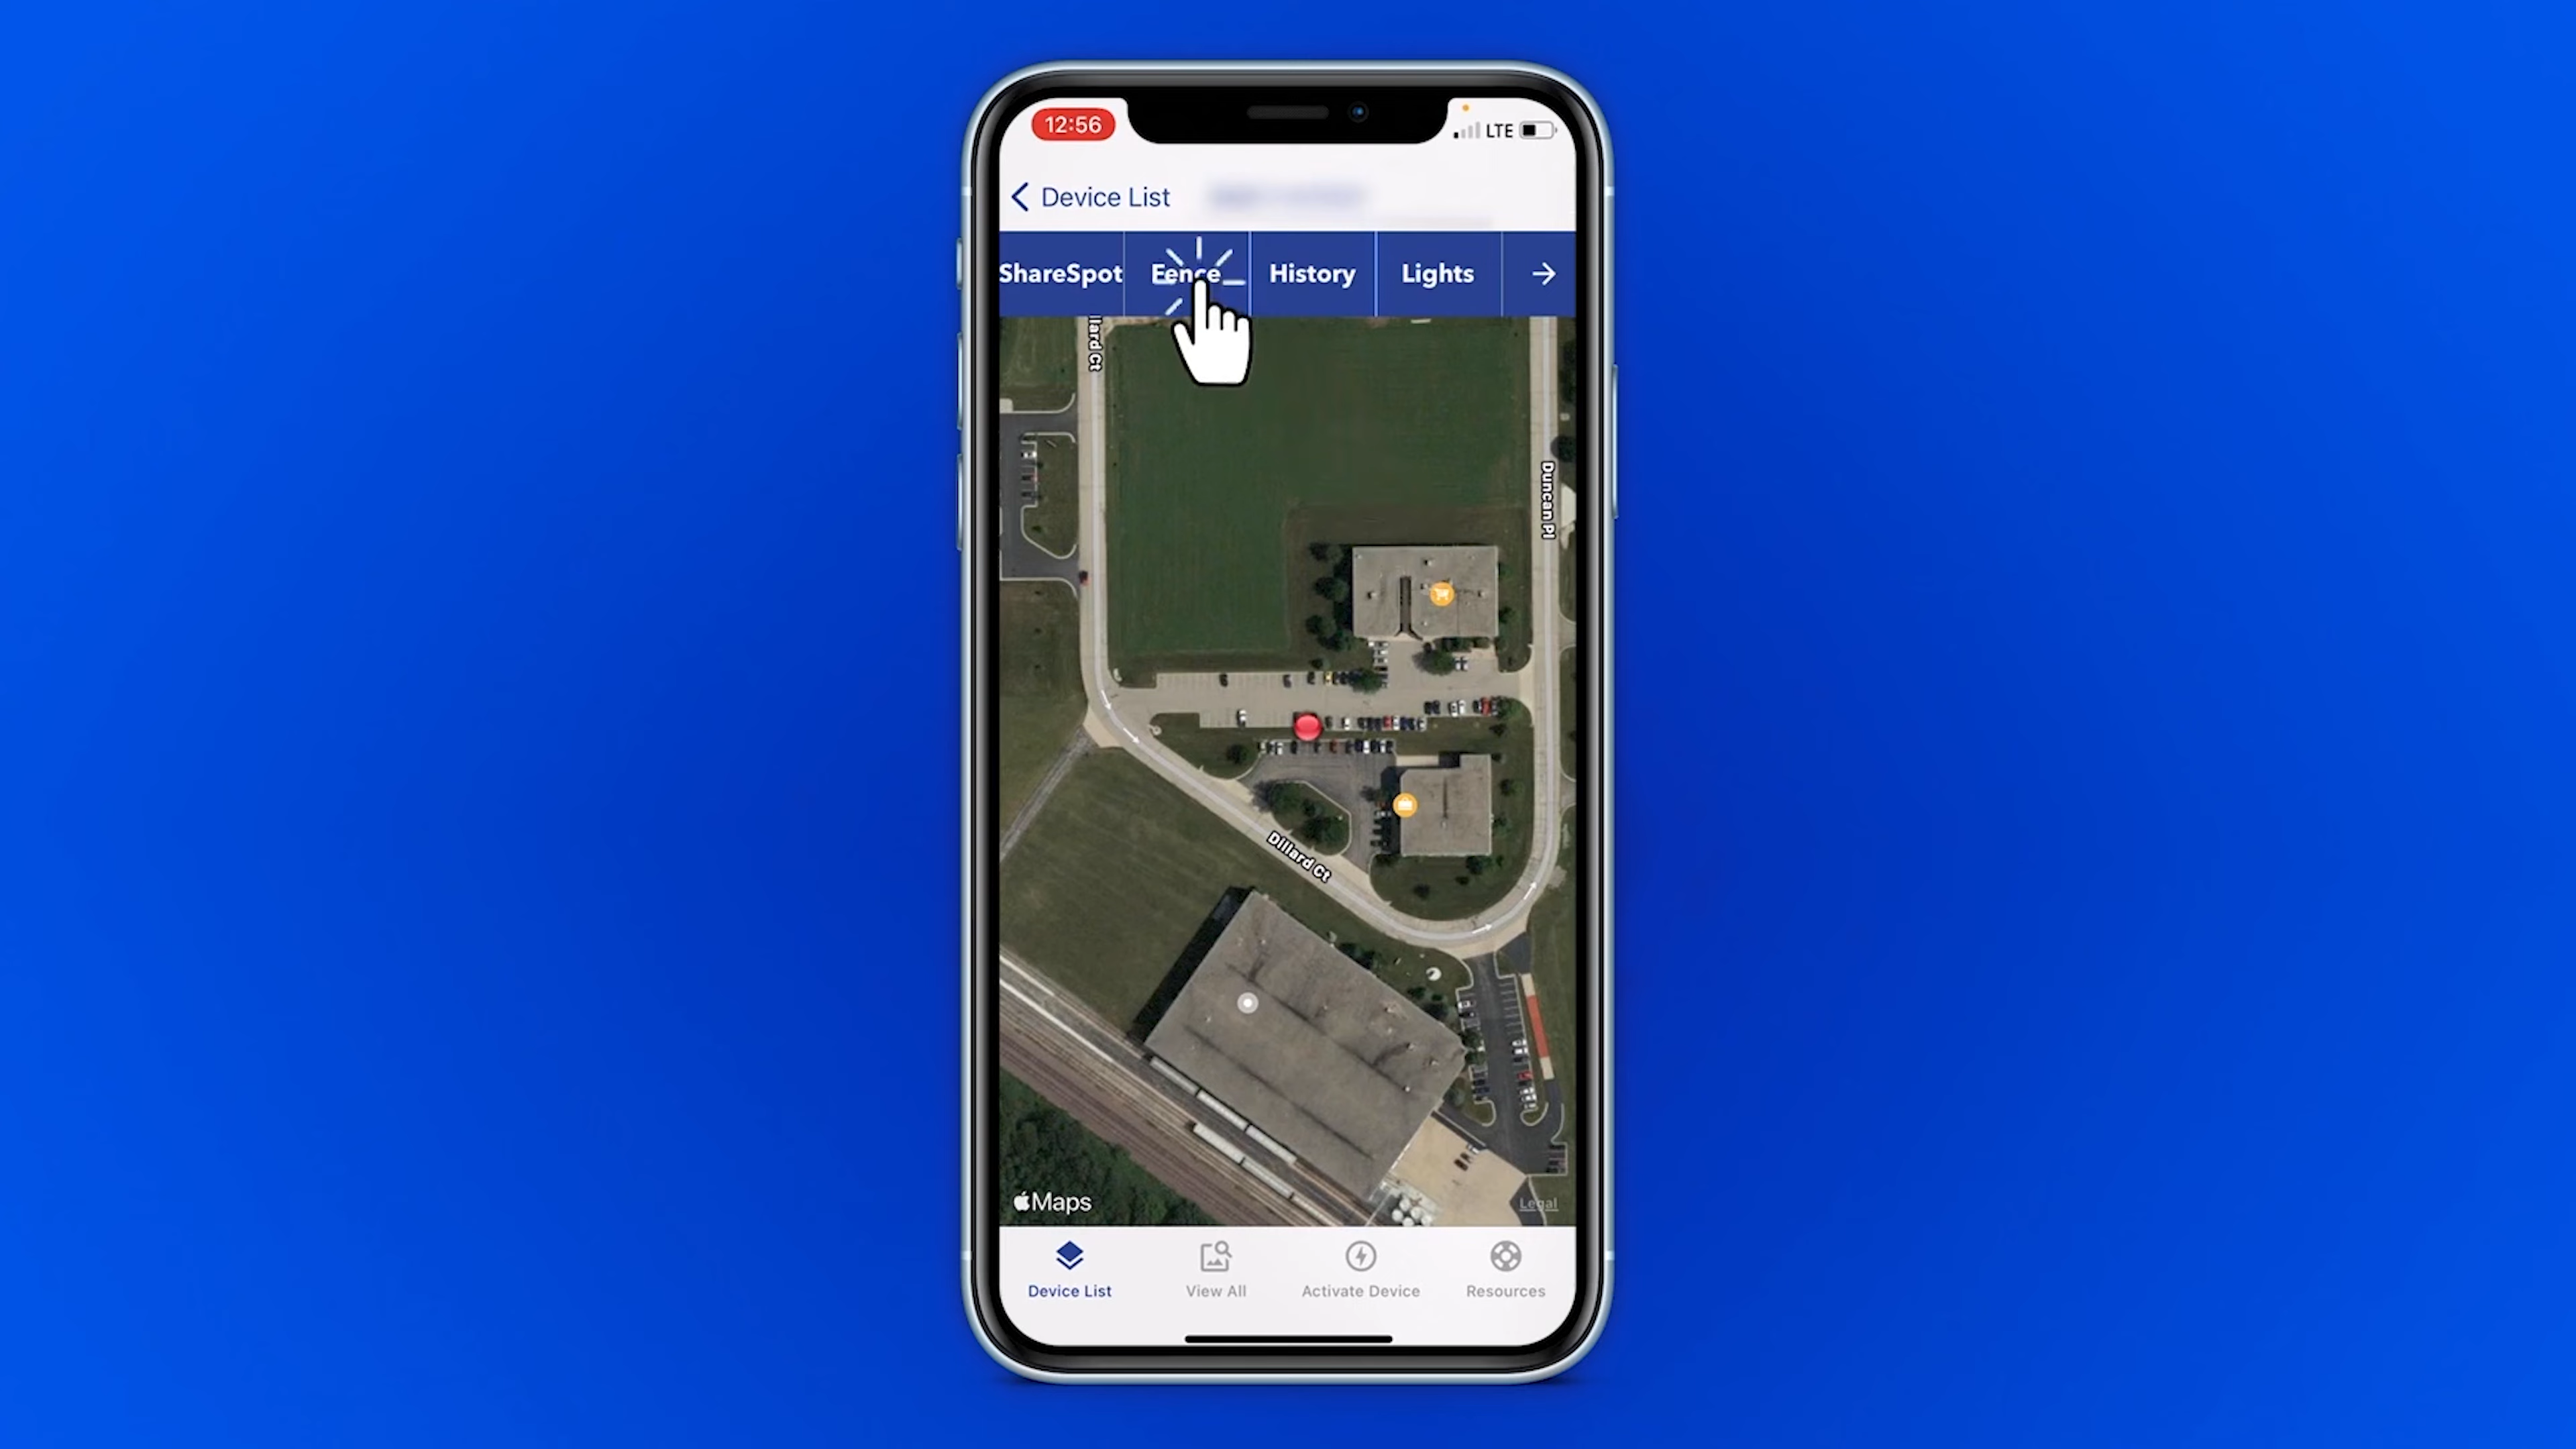 12:56
LTE
Device List
ShareSpot
Eence
History
Lights
llard Ct
Duncan Pl
Dillard Ct
Maps
Legal
Device List
View All
Activate Device
Resources